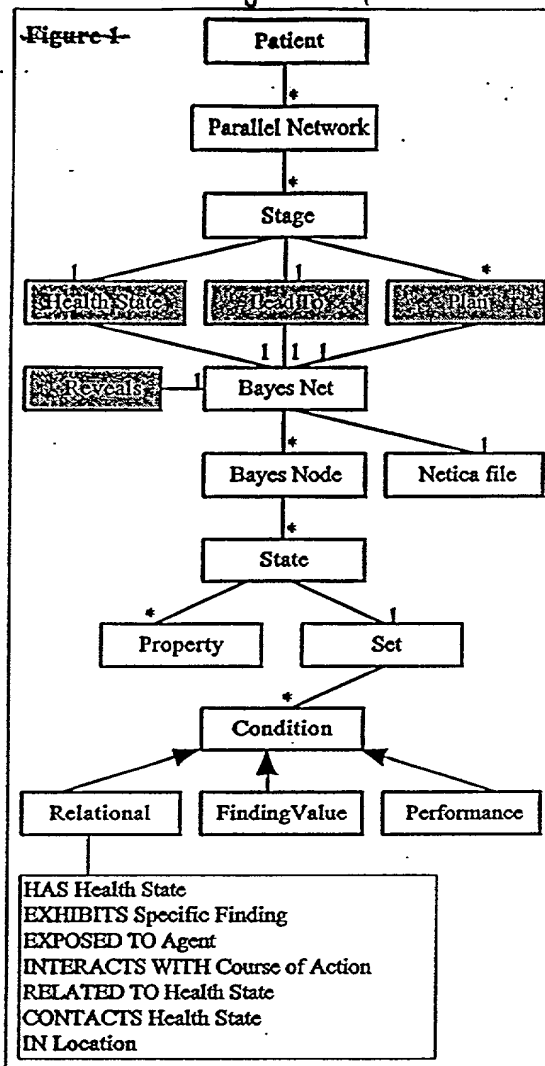 Figure 1
Patient
*
Parallel Network
*
Stage
1 1 *
Health State Lead To Plan
1 1 1
Reveals 1 Bayes Net
* 1
Bayes Node Netica file
*
State
* 1
Property Set
*
Condition
Relational FindingValue Performance
HAS Health State
EXHIBITS Specific Finding
EXPOSED TO Agent
INTERACTS WITH Course of Action
RELATED TO Health State
CONTACTS Health State
IN Location